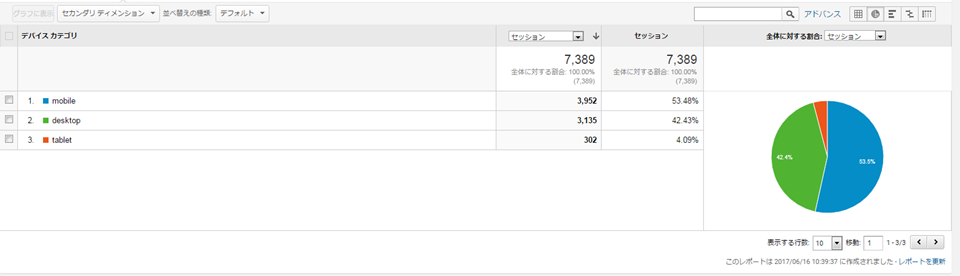 グラフに表示 セカンダリ ディメンション 並べ替えの種類: デフォルト アドバンス
デバイス カテゴリ セッション セッション 全体に対する割合: セッション
7,389 7,389
全体に対する割合: 100.00% 全体に対する割合: 100.00%
(7,389) (7,389)
1. mobile 3,952 53.48%
2. desktop 3,135 42.43%
3. tablet 302 4.09%
42.4% 53.5%
表示する行数: 10 移動: 1 1 - 3/3
このレポートは 2017/06/16 10:39:37 に作成されました - レポートを更新